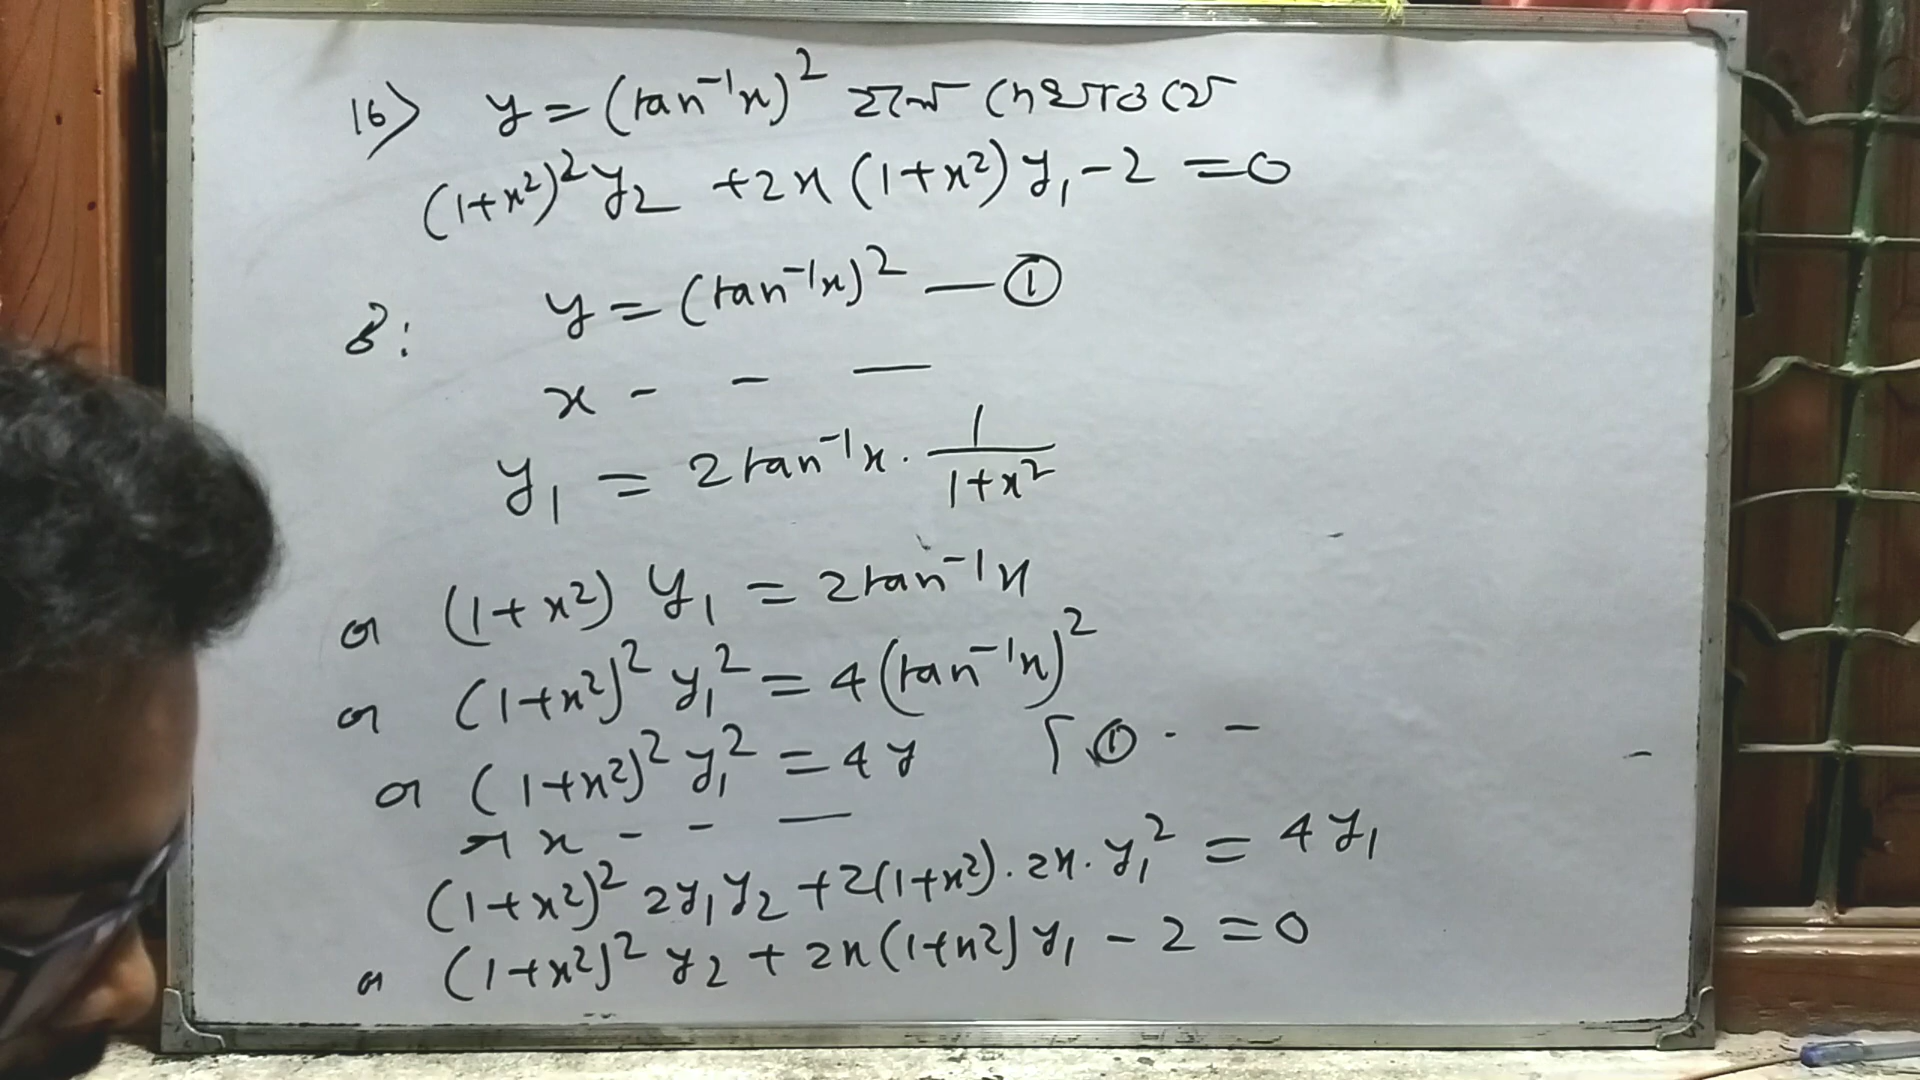 16) y = (tan⁻¹x)² হলে দেখাও যে
(1+x²)²y₂ + 2x(1+x²)y₁ - 2 = 0
y = (tan⁻¹x)² — ①
x - - —
y₁ = 2tan⁻¹x · 1/(1+x²)
বা (1+x²) y₁ = 2tan⁻¹x
বা (1+x²)² y₁² = 4(tan⁻¹x)²
বা (1+x²)² y₁² = 4y [① · -
x - - —
(1+x²)² 2y₁y₂ + 2(1+x²) · 2x · y₁² = 4y₁
বা (1+x²)² y₂ + 2x(1+x²)y₁ - 2 = 0